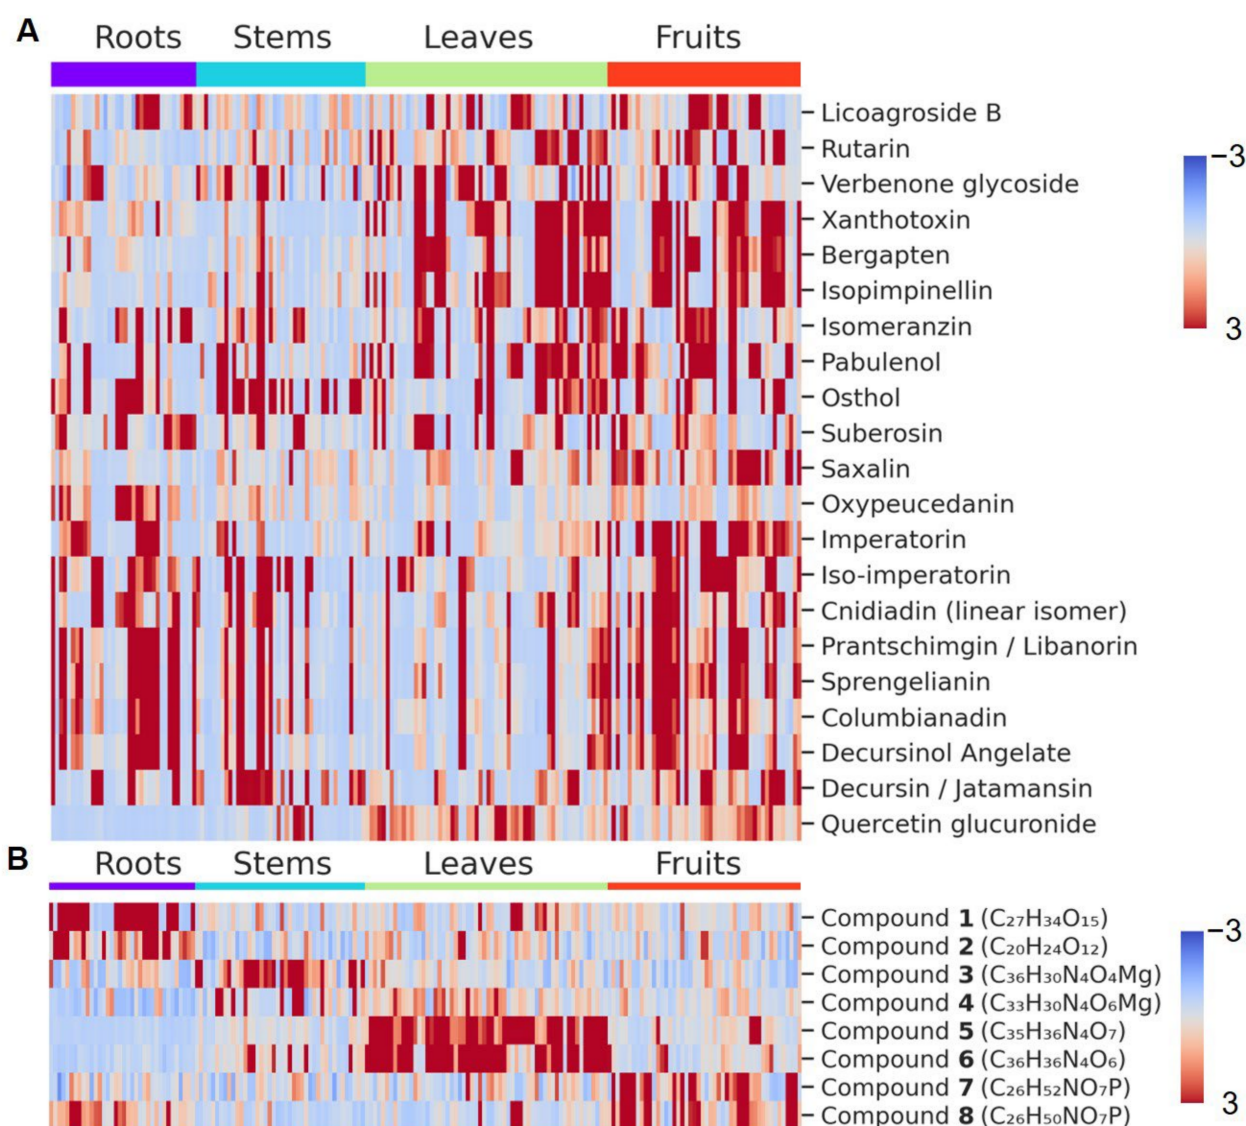 A
Roots Stems Leaves Fruits
Licoagroside B
Rutarin
Verbenone glycoside
Xanthotoxin
Bergapten
Isopimpinellin
Isomeranzin
Pabulenol
Osthol
Suberosin
Saxalin
Oxypeucedanin
Imperatorin
Iso-imperatorin
Cnidiadin (linear isomer)
Prantschimgin / Libanorin
Sprengelianin
Columbianadin
Decursinol Angelate
Decursin / Jatamansin
Quercetin glucuronide
−3
3
B
Roots Stems Leaves Fruits
Compound 1 (C₂₇H₃₄O₁₅)
Compound 2 (C₂₀H₂₄O₁₂)
Compound 3 (C₃₆H₃₀N₄O₄Mg)
Compound 4 (C₃₃H₃₀N₄O₆Mg)
Compound 5 (C₃₅H₃₆N₄O₇)
Compound 6 (C₃₆H₃₆N₄O₆)
Compound 7 (C₂₆H₅₂NO₇P)
Compound 8 (C₂₆H₅₀NO₇P)
−3
3